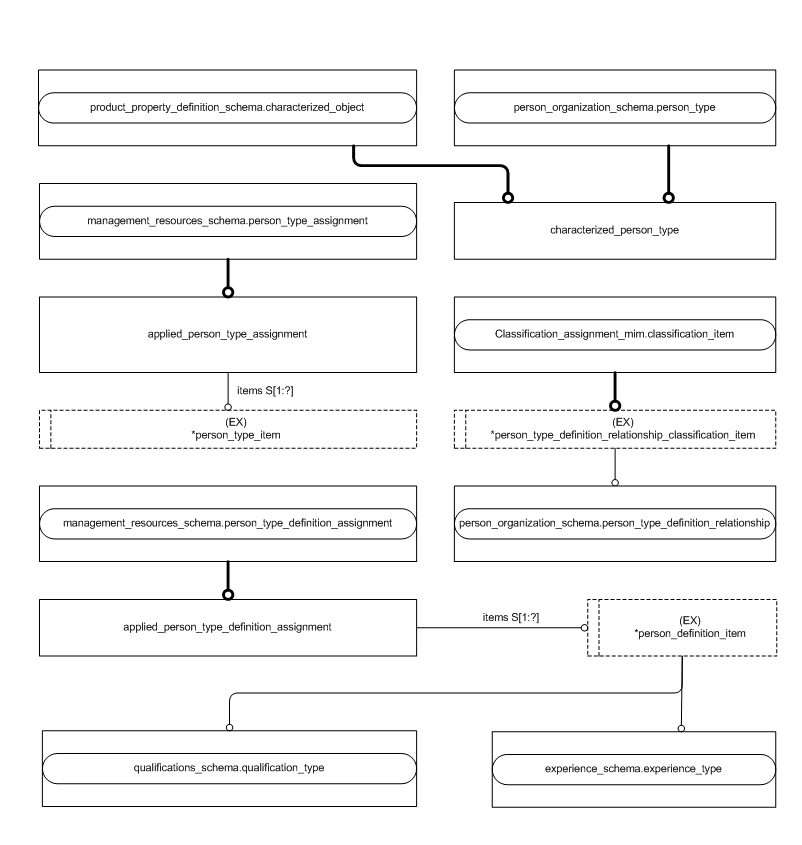 product_property_definition_schema.characterized_object
person_organization_schema.person_type
management_resources_schema.person_type_assignment
characterized_person_type
applied_person_type_assignment
Classification_assignment_mim.classification_item
items S[1:?]
(EX)
*person_type_item
(EX)
*person_type_definition_relationship_classification_item
management_resources_schema.person_type_definition_assignment
person_organization_schema.person_type_definition_relationship
applied_person_type_definition_assignment
items S[1:?]
(EX)
*person_definition_item
qualifications_schema.qualification_type
experience_schema.experience_type